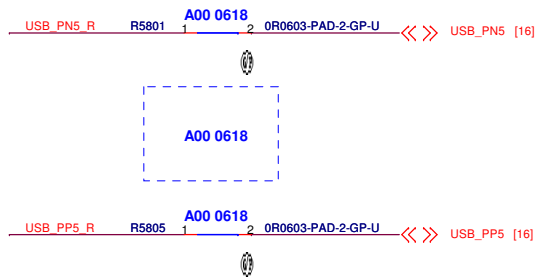 A00 0618
USB_PN5_R R5801 1 2 0R0603-PAD-2-GP-U USB_PN5 [16]
A00 0618
A00 0618
USB_PP5_R R5805 1 2 0R0603-PAD-2-GP-U USB_PP5 [16]